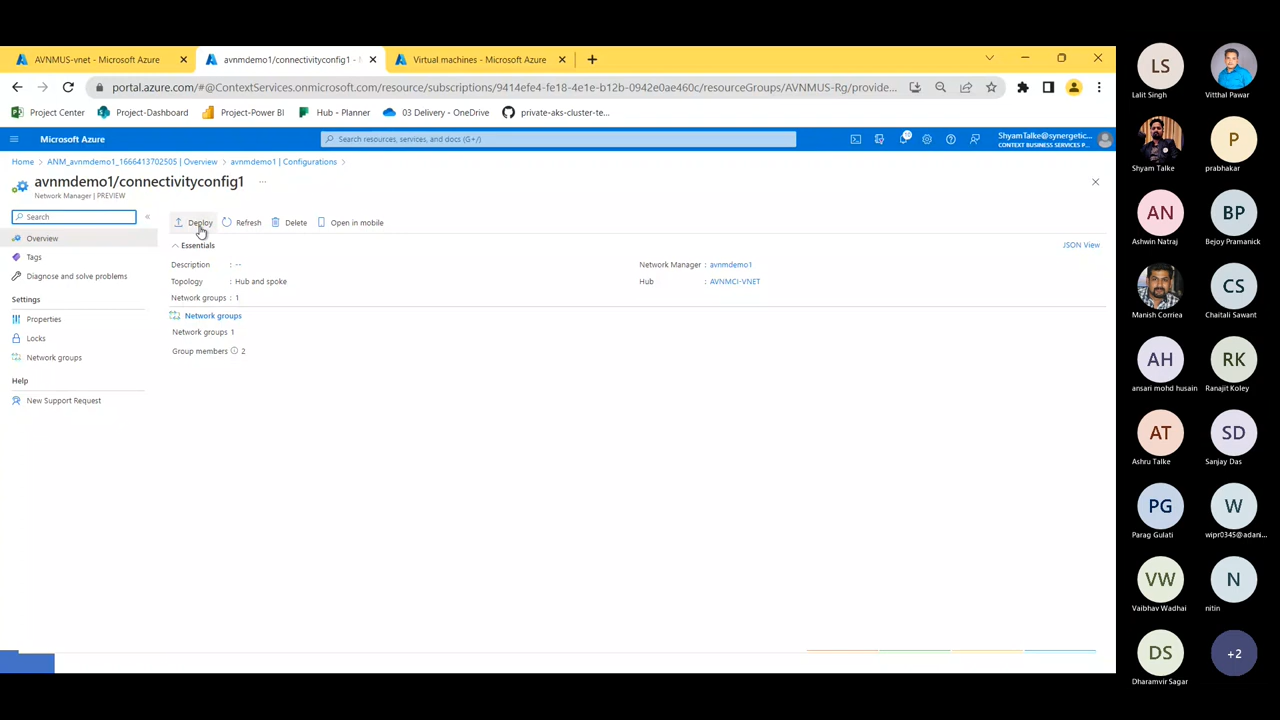 AVNMUS-vnet - Microsoft Azure
avnmdemo1/connectivityconfig1 -
Virtual machines - Microsoft Azure
portal.azure.com/#@ContextServices.onmicrosoft.com/resource/subscriptions/9414efe4-fe18-4e1e-b12b-0942e0ae460c/resourceGroups/AVNMUS-Rg/provide...
Project Center
Project-Dashboard
Project-Power BI
Hub - Planner
03 Delivery - OneDrive
private-aks-cluster-te...
Microsoft Azure
Search resources, services, and docs (G+/)
ShyamTalke@synergetic...
CONTEXT BUSINESS SERVICES P...
Home > ANM_avnmdemo1_1666413702505 | Overview > avnmdemo1 | Configurations >
avnmdemo1/connectivityconfig1 ...
Network Manager | PREVIEW
Search
Overview
Tags
Diagnose and solve problems
Settings
Properties
Locks
Network groups
Help
New Support Request
Deploy Refresh Delete Open in mobile
Essentials
JSON View
Description : --
Topology : Hub and spoke
Network groups : 1
Network Manager : avnmdemo1
Hub : AVNMCI-VNET
Network groups
Network groups 1
Group members 2
LS
Lalit Singh
Vitthal Pawar
Shyam Talke
P
prabhakar
AN
Ashwin Natraj
BP
Bejoy Pramanick
Manish Corriea
CS
Chaitali Sawant
AH
ansari mohd husain
RK
Ranajit Koley
AT
Ashru Talke
SD
Sanjay Das
PG
Parag Gulati
W
wipr0345@adani...
VW
Vaibhav Wadhai
N
nitin
DS
Dharamvir Sagar
+2